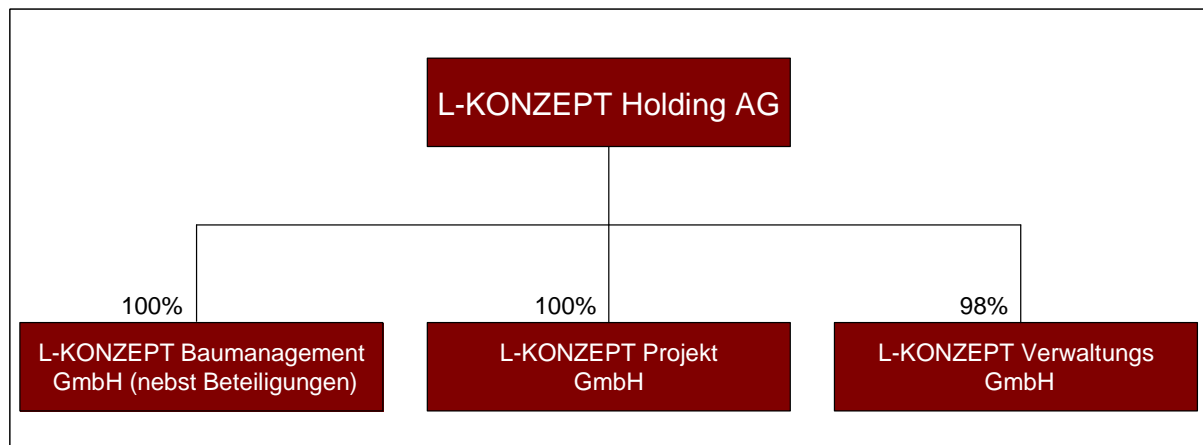 L-KONZEPT Holding AG
100%
100%
98%
L-KONZEPT Baumanagement
GmbH (nebst Beteiligungen)
L-KONZEPT Projekt
GmbH
L-KONZEPT Verwaltungs
GmbH